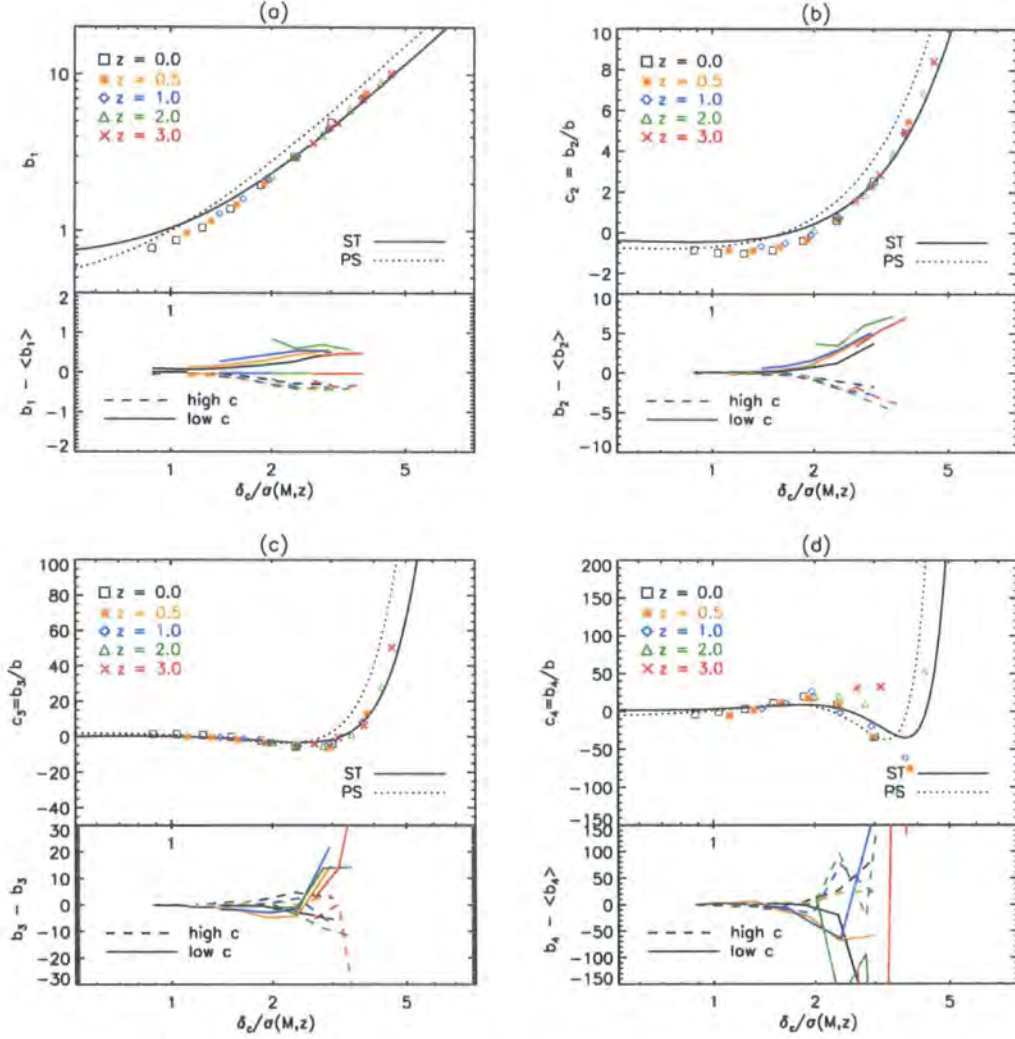 (a)
10
1
b₁
□ z = 0.0
✱ z = 0.5
◇ z = 1.0
△ z = 2.0
× z = 3.0
ST
PS
2
1
0
−1
−2
b₁ − <b₁>
1
high c
low c
1 2 5
δc/σ(M,z)
(b)
10
8
6
4
2
0
−2
c₂ = b₂/b
□ z = 0.0
✱ z = 0.5
◇ z = 1.0
△ z = 2.0
× z = 3.0
ST
PS
10
5
0
−5
−10
b₂ − <b₂>
1
high c
low c
1 2 5
δc/σ(M,z)
(c)
100
80
60
40
20
0
−20
−40
c₃=b₃/b
□ z = 0.0
✱ z = 0.5
◇ z = 1.0
△ z = 2.0
× z = 3.0
ST
PS
30
20
10
0
−10
−20
−30
b₃ − b₃
1
high c
low c
1 2 5
δc/σ(M,z)
(d)
200
150
100
50
0
−50
−100
−150
c₄=b₄/b
□ z = 0.0
✱ z = 0.5
◇ z = 1.0
△ z = 2.0
× z = 3.0
ST
PS
150
100
50
0
−50
−100
−150
b₄ − <b₄>
1
high c
low c
1 2 5
δc/σ(M,z)